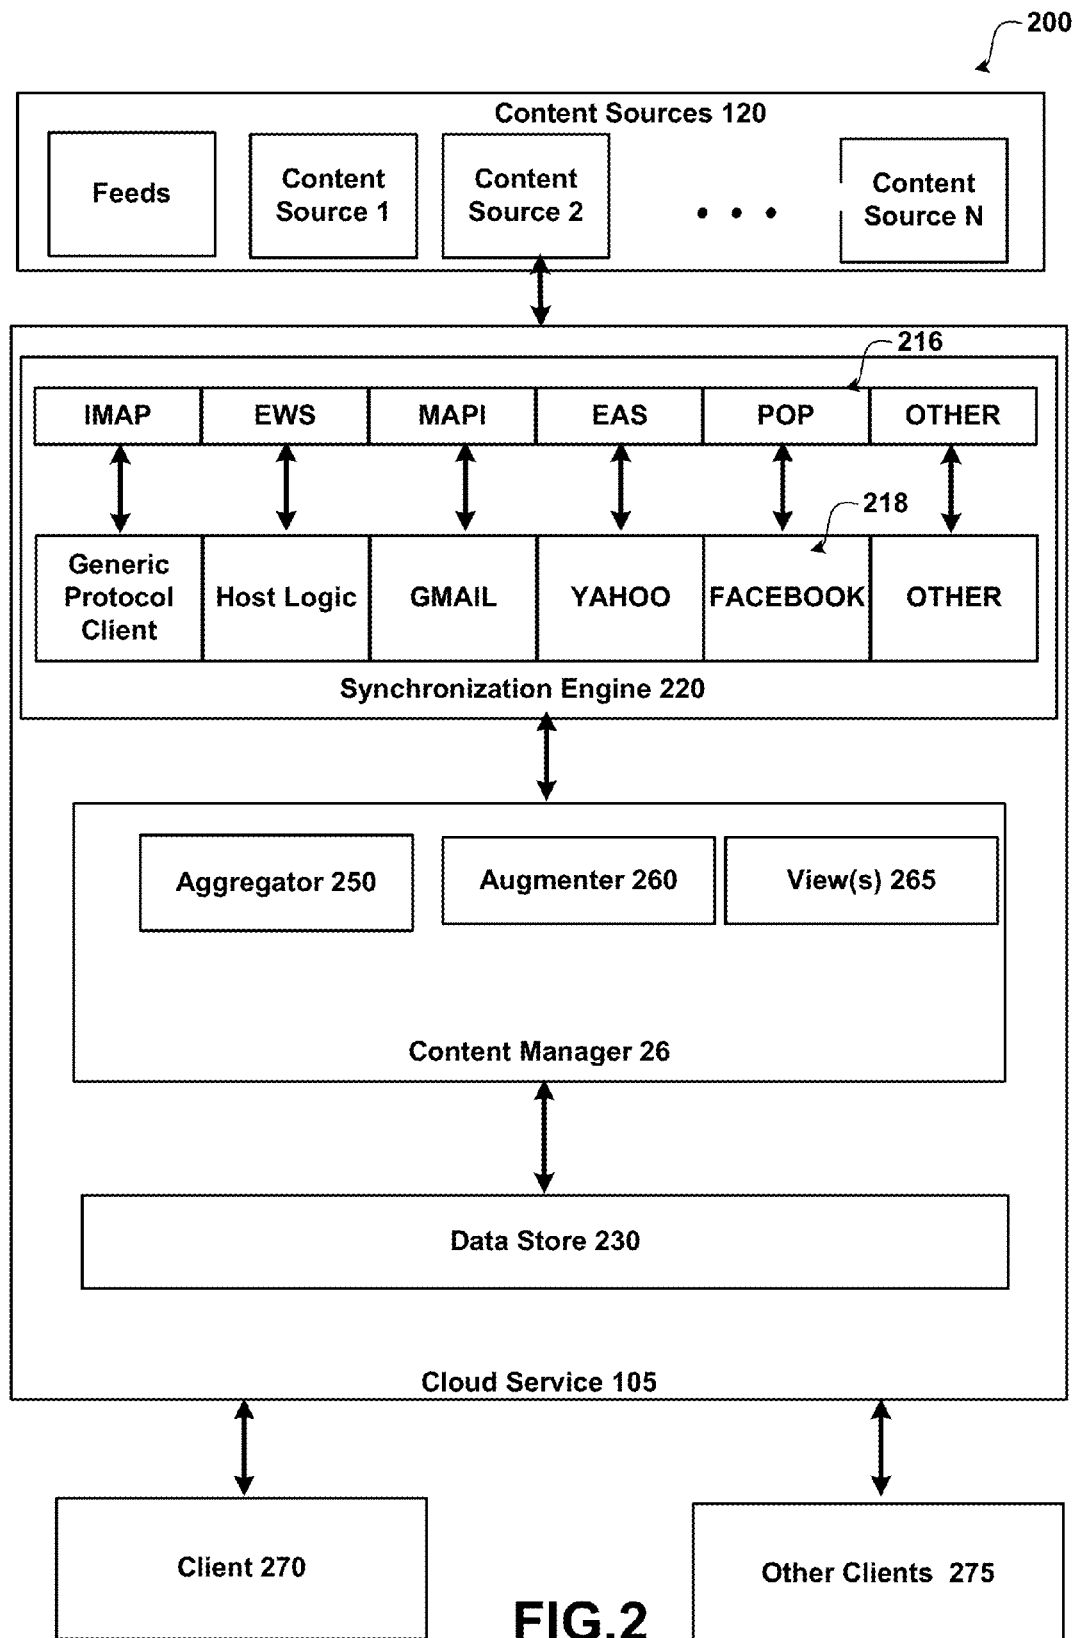 200
Content Sources 120
Feeds
Content
Source 1
Content
Source 2
• • •
Content
Source N
216
IMAP
EWS
MAPI
EAS
POP
OTHER
218
Generic
Protocol
Client
Host Logic
GMAIL
YAHOO
FACEBOOK
OTHER
Synchronization Engine 220
Aggregator 250
Augmenter 260
View(s) 265
Content Manager 26
Data Store 230
Cloud Service 105
Client 270
Other Clients 275
FIG.2